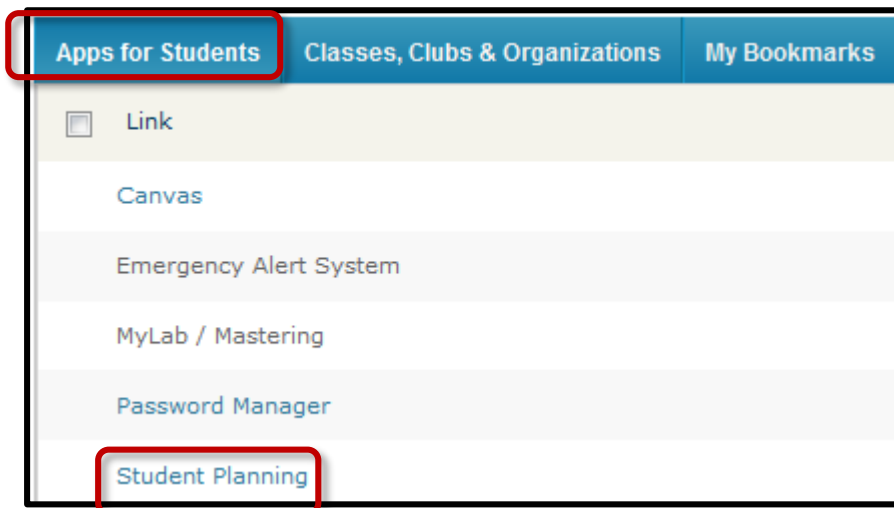 Apps for Students Classes, Clubs & Organizations My Bookmarks
Link
Canvas
Emergency Alert System
MyLab / Mastering
Password Manager
Student Planning